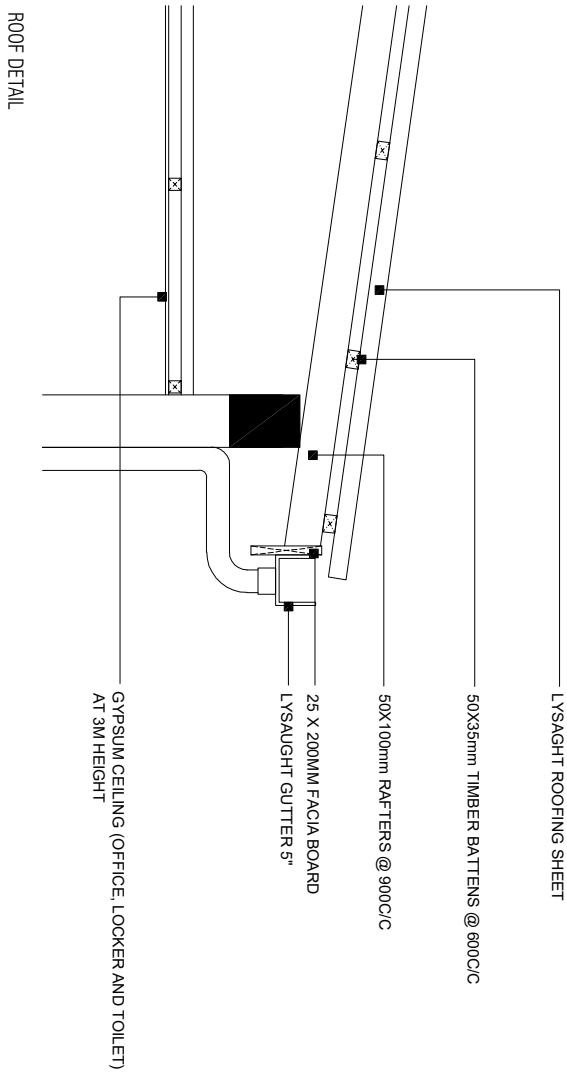 LYSAGHT ROOFING SHEET
50X35mm TIMBER BATTENS @ 600C/C
50X100mm RAFTERS @ 900C/C
25 X 200MM FACIA BOARD
LYSAUGHT GUTTER 5"
GYPSUM CEILING (OFFICE, LOCKER AND TOILET)
AT 3M HEIGHT
ROOF DETAIL